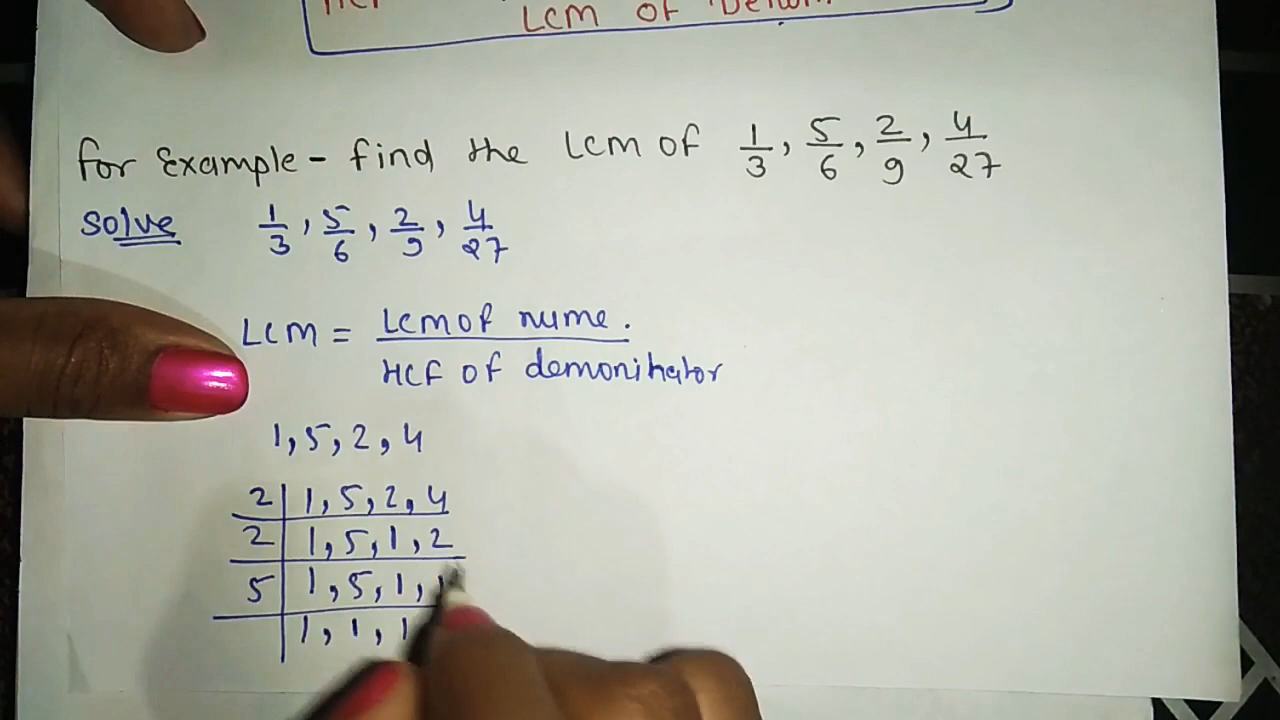 Lcm of
For Example - find the Lcm of 1/3, 5/6, 2/9, 4/27
Solve 1/3, 5/6, 2/9, 4/27
Lcm = Lcm of nume. / HCF of demonihator
1, 5, 2, 4
2 | 1, 5, 2, 4
2 | 1, 5, 1, 2
5 | 1, 5, 1, 1
1, 1, 1